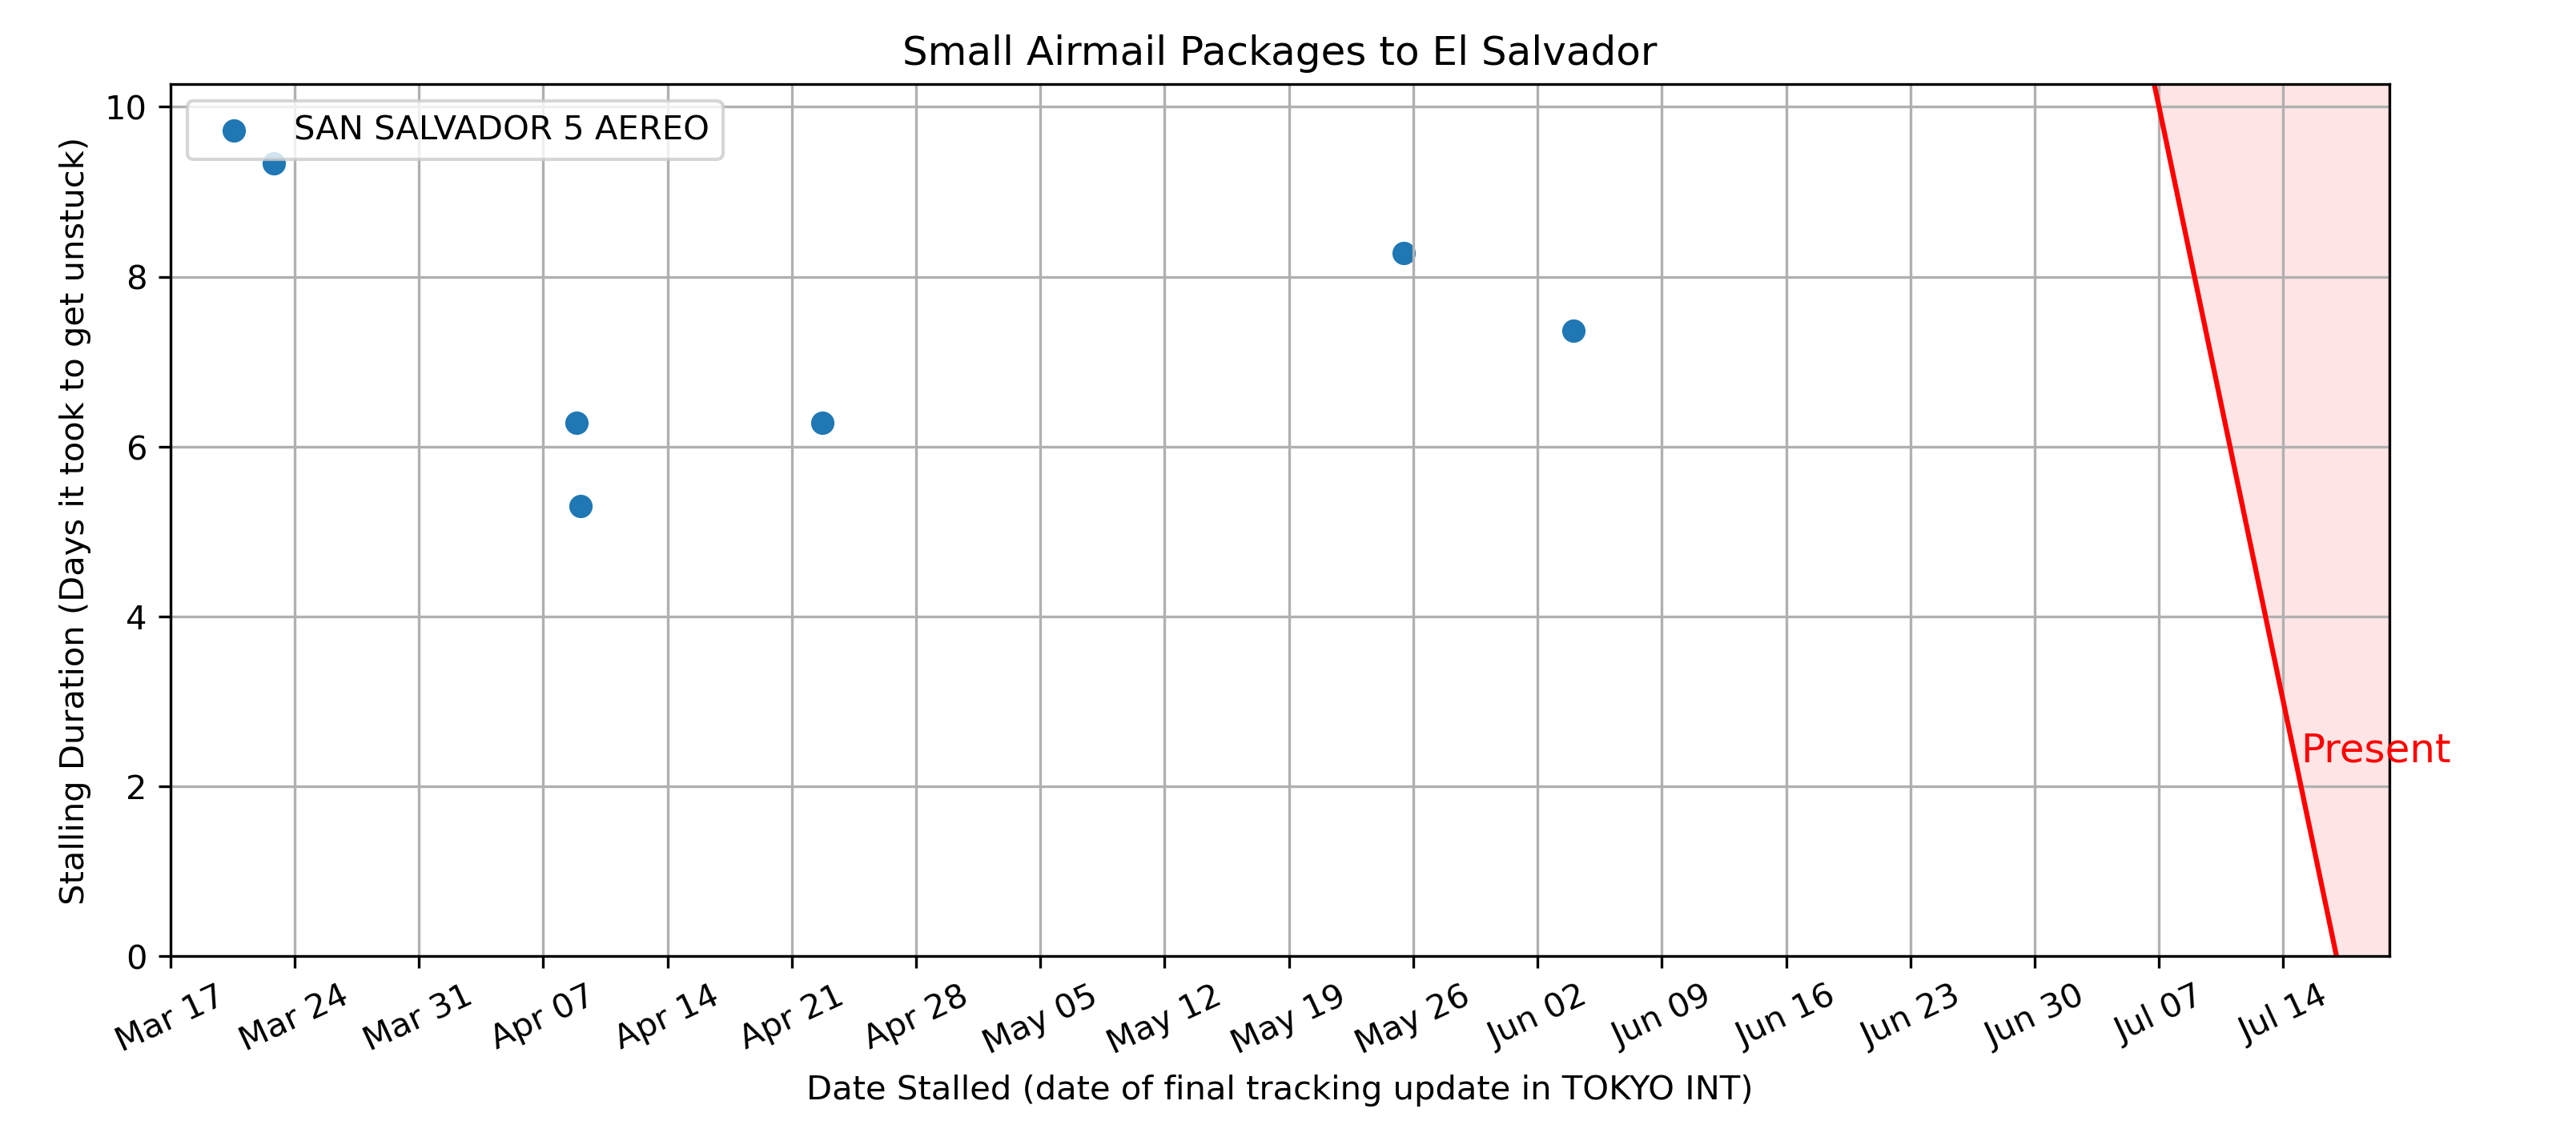 Small Airmail Packages to El Salvador
SAN SALVADOR 5 AEREO
Stalling Duration (Days it took to get unstuck)
10
8
6
4
2
0
Present
Mar 17
Mar 24
Mar 31
Apr 07
Apr 14
Apr 21
Apr 28
May 05
May 12
May 19
May 26
Jun 02
Jun 09
Jun 16
Jun 23
Jun 30
Jul 07
Jul 14
Date Stalled (date of final tracking update in TOKYO INT)